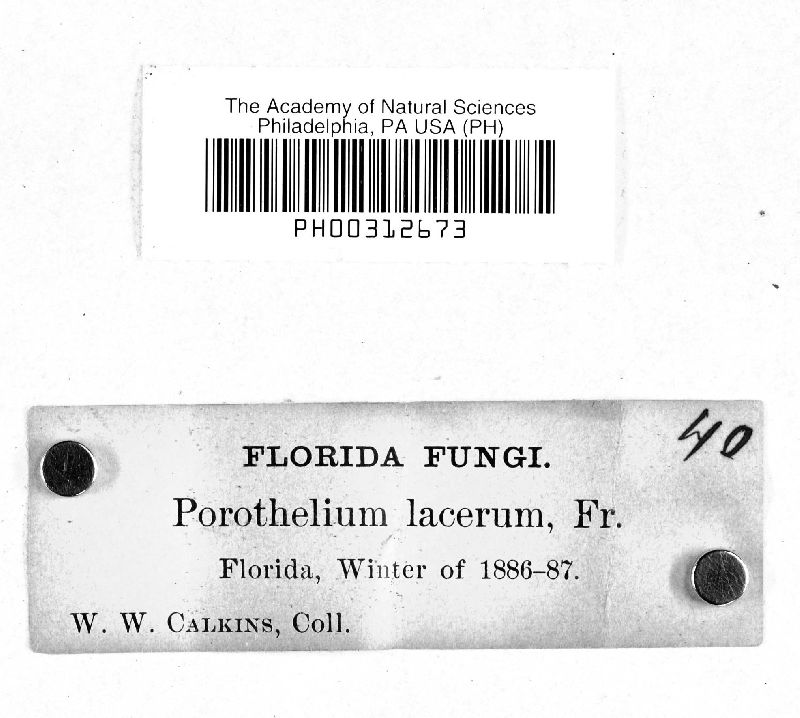 The Academy of Natural Sciences
Philadelphia, PA USA (PH)
PH00312673
40
FLORIDA FUNGI.
Porothelium lacerum, Fr.
Florida, Winter of 1886–87.
W. W. CALKINS, Coll.